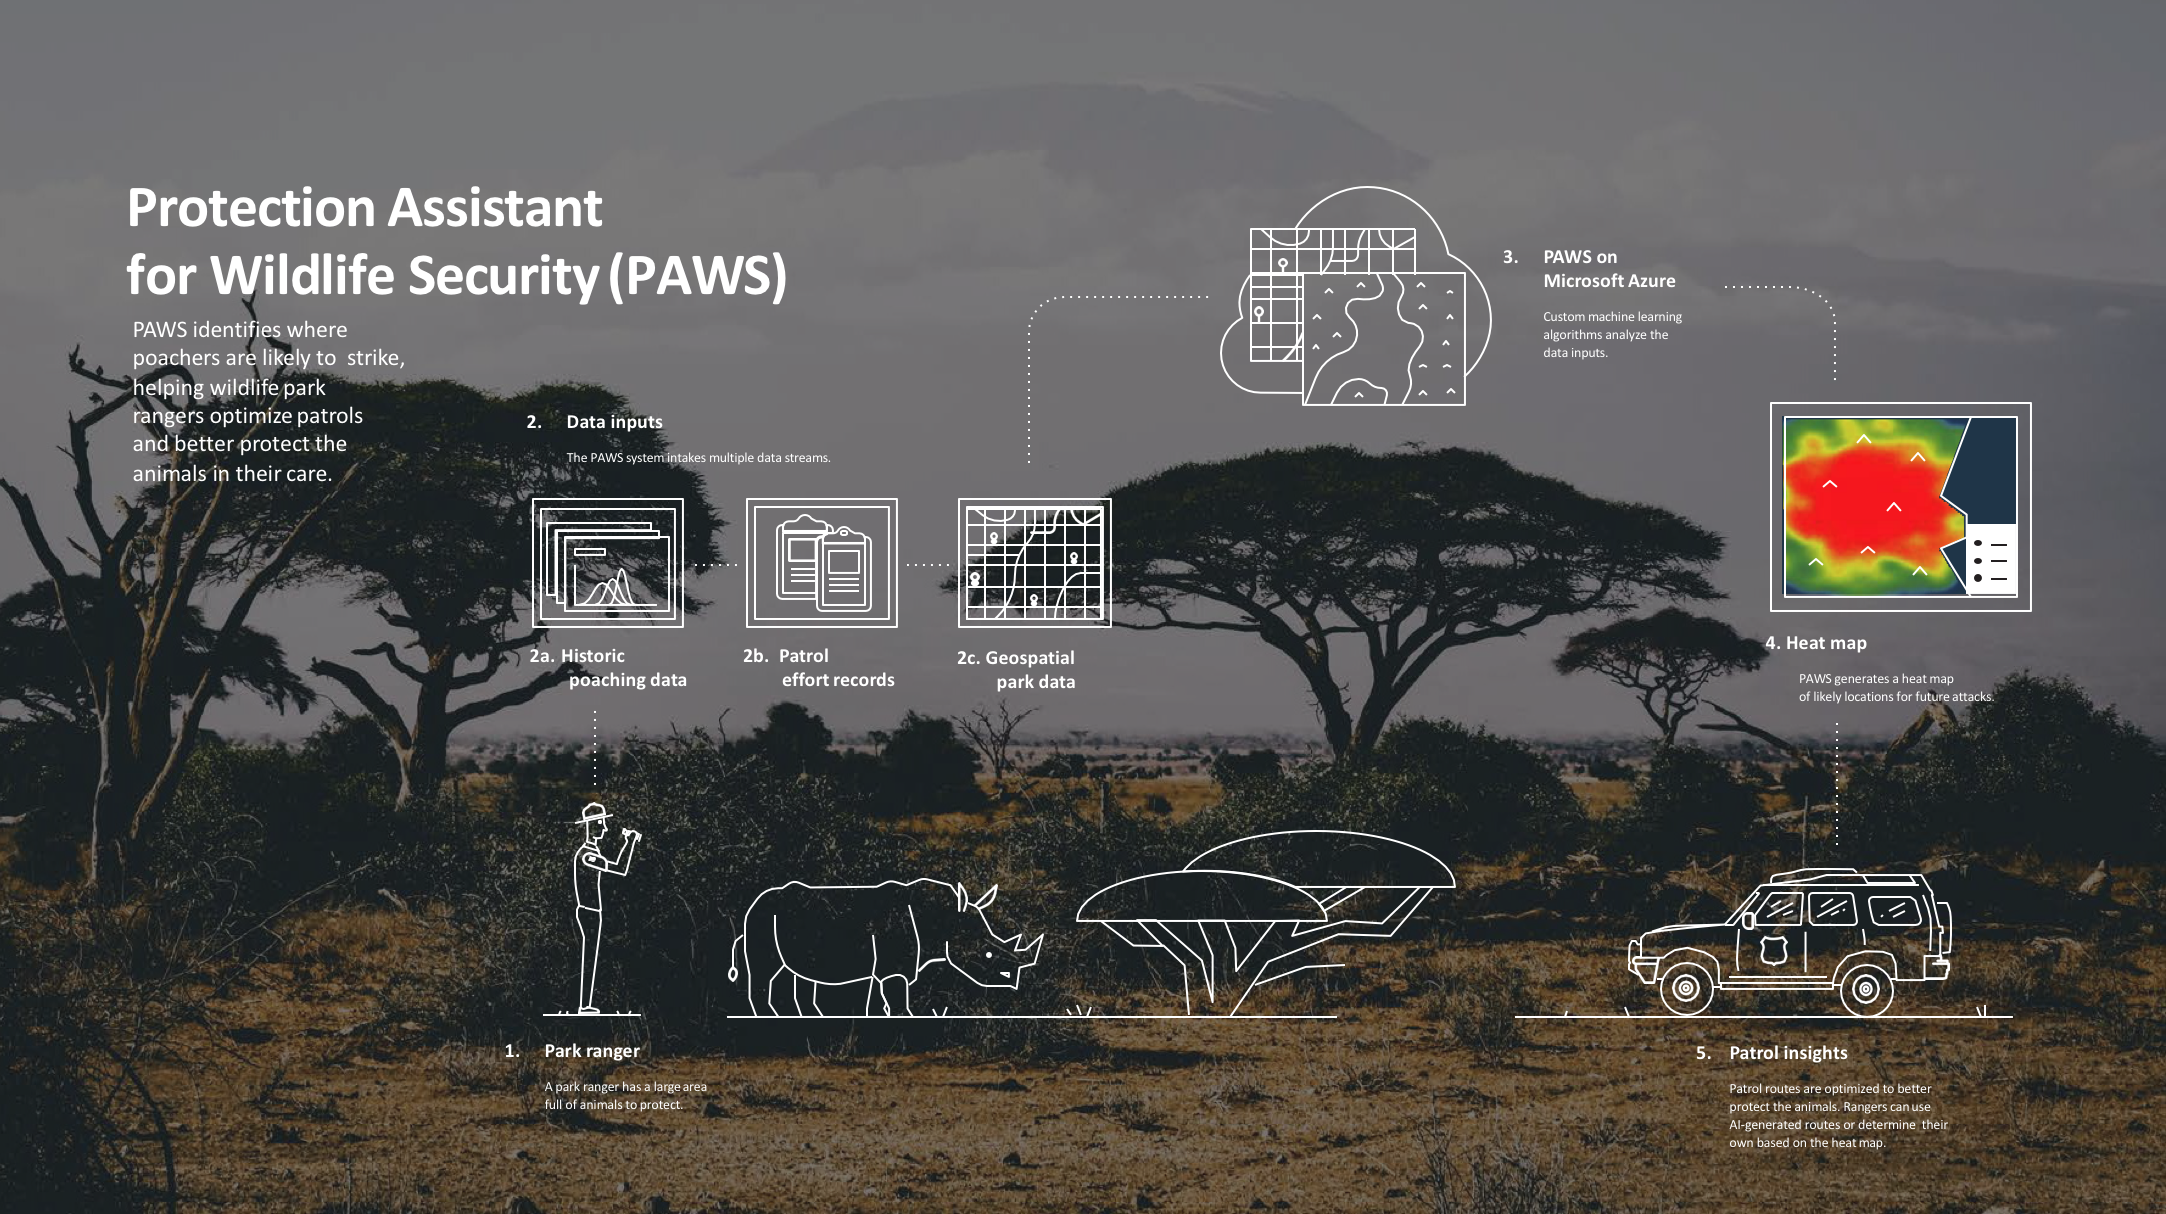 Protection Assistant
for Wildlife Security (PAWS)
PAWS identifies where
poachers are likely to strike,
helping wildlife park
rangers optimize patrols
and better protect the
animals in their care.
2. Data inputs
The PAWS system intakes multiple data streams.
2a. Historic
poaching data
2b. Patrol
effort records
2c. Geospatial
park data
3. PAWS on
Microsoft Azure
Custom machine learning
algorithms analyze the
data inputs.
4. Heat map
PAWS generates a heat map
of likely locations for future attacks.
1. Park ranger
A park ranger has a large area
full of animals to protect.
5. Patrol insights
Patrol routes are optimized to better
protect the animals. Rangers can use
AI-generated routes or determine their
own based on the heat map.